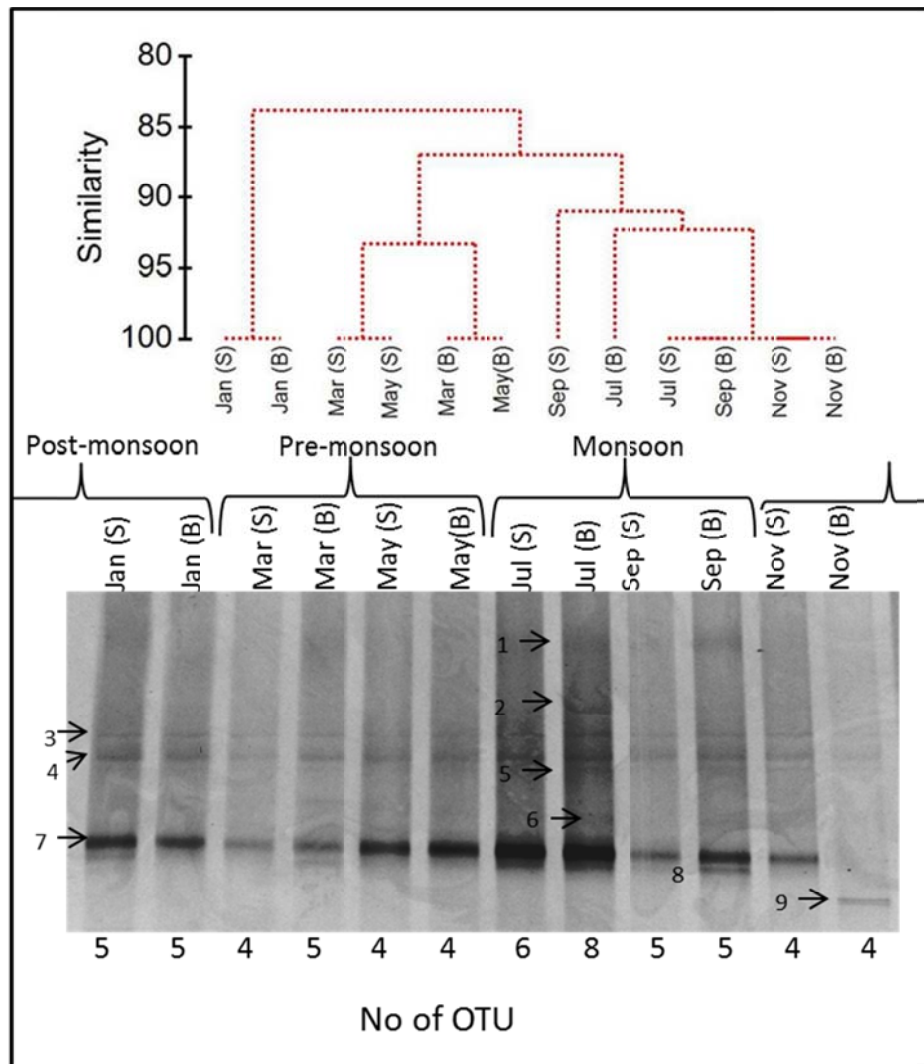 80
85
90
95
100
Similarity
Jan (S)
Jan (B)
Mar (S)
May (S)
Mar (B)
May(B)
Sep (S)
Jul (B)
Jul (S)
Sep (B)
Nov (S)
Nov (B)
Post-monsoon Pre-monsoon Monsoon
Jan (S)
Jan (B)
Mar (S)
Mar (B)
May (S)
May(B)
Jul (S)
Jul (B)
Sep (S)
Sep (B)
Nov (S)
Nov (B)
1
2
3
4
5
6
7
8
9
5 5 4 5 4 4 6 8 5 5 4 4
No of OTU